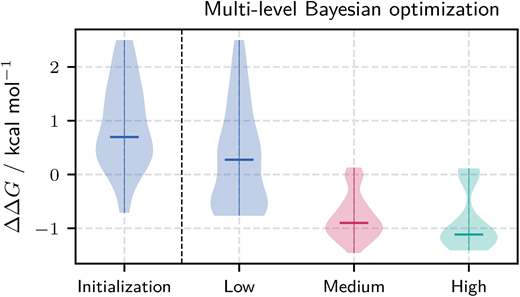 Multi-level Bayesian optimization
ΔΔG / kcal mol⁻¹
2
1
0
−1
Initialization
Low
Medium
High